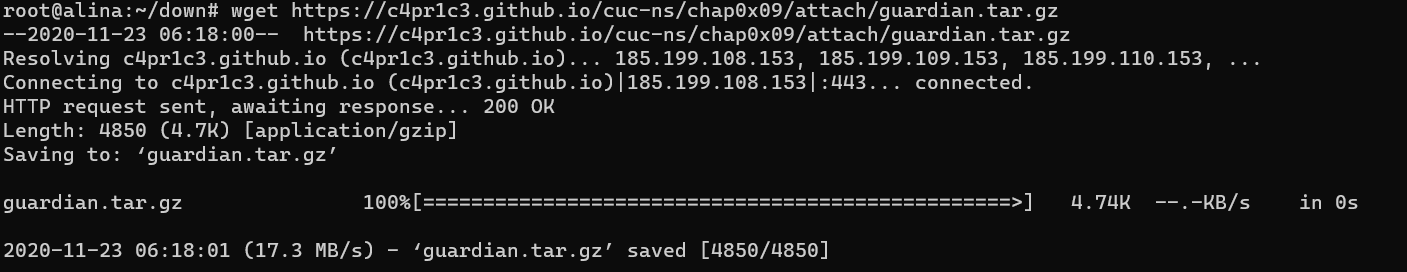 root@alina:~/down# wget https://c4pr1c3.github.io/cuc-ns/chap0x09/attach/guardian.tar.gz
--2020-11-23 06:18:00--  https://c4pr1c3.github.io/cuc-ns/chap0x09/attach/guardian.tar.gz
Resolving c4pr1c3.github.io (c4pr1c3.github.io)... 185.199.108.153, 185.199.109.153, 185.199.110.153, ...
Connecting to c4pr1c3.github.io (c4pr1c3.github.io)|185.199.108.153|:443... connected.
HTTP request sent, awaiting response... 200 OK
Length: 4850 (4.7K) [application/gzip]
Saving to: ‘guardian.tar.gz’
guardian.tar.gz               100%[=================================================>]   4.74K  --.-KB/s    in 0s
2020-11-23 06:18:01 (17.3 MB/s) - ‘guardian.tar.gz’ saved [4850/4850]